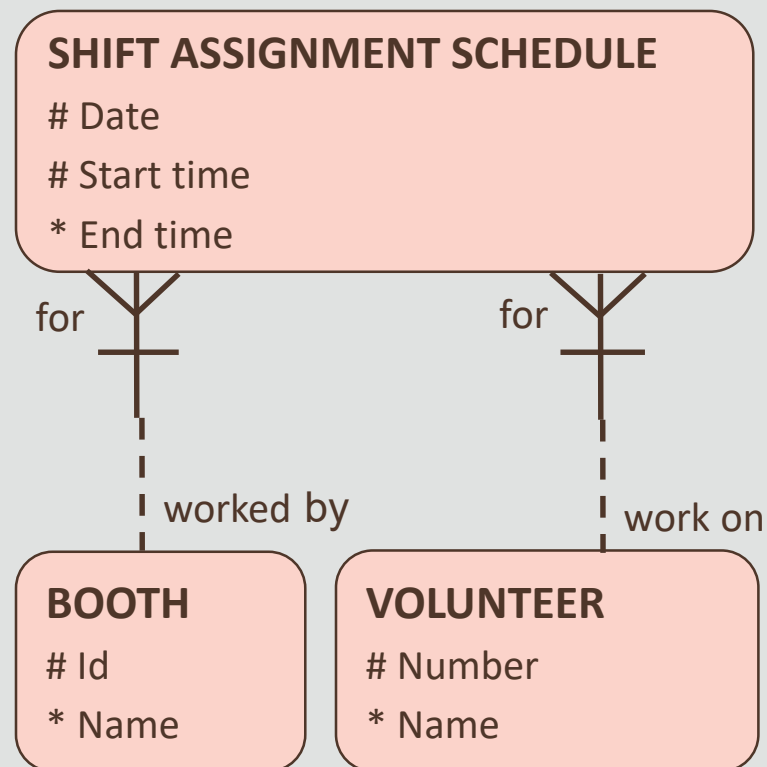 SHIFT ASSIGNMENT SCHEDULE
# Date
# Start time
* End time
for
for
worked by
work on
BOOTH
# Id
* Name
VOLUNTEER
# Number
* Name